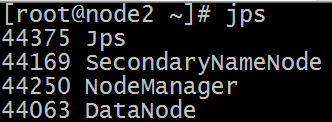 [root@node2 ~]# jps
44375 Jps
44169 SecondaryNameNode
44250 NodeManager
44063 DataNode